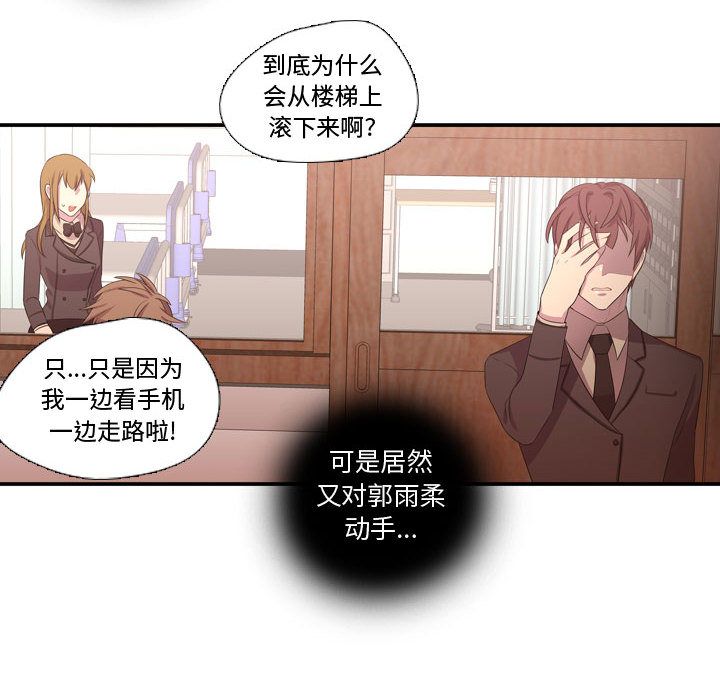 到底为什么
会从楼梯上
滚下来啊?
只...只是因为
我一边看手机
一边走路啦!
可是居然
又对郭雨柔
动手...